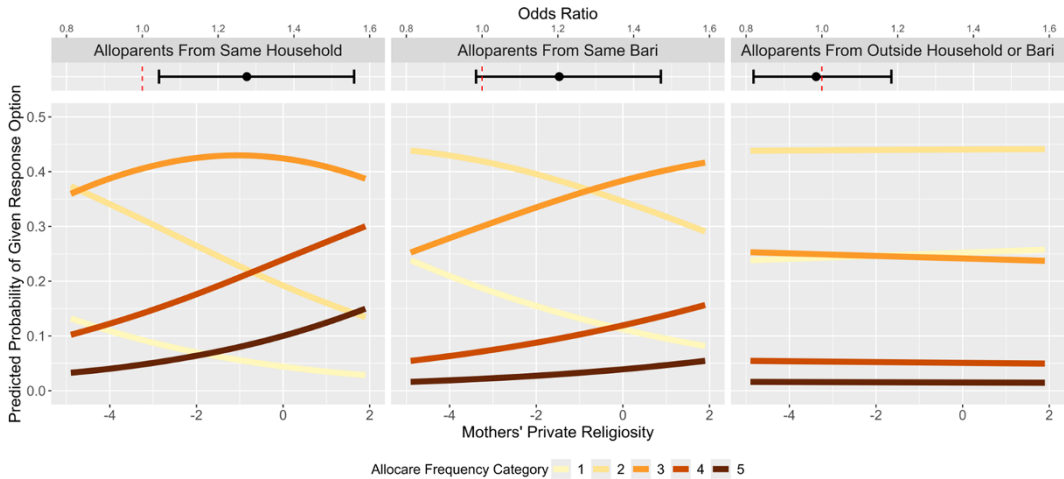 Odds Ratio
0.8 1.0 1.2 1.4 1.6 0.8 1.0 1.2 1.4 1.6 0.8 1.0 1.2 1.4 1.6
Alloparents From Same Household Alloparents From Same Bari Alloparents From Outside Household or Bari
Predicted Probability of Given Response Option
0.5
0.4
0.3
0.2
0.1
0.0
-4 -2 0 2 -4 -2 0 2 -4 -2 0 2
Mothers' Private Religiosity
Allocare Frequency Category 1 2 3 4 5